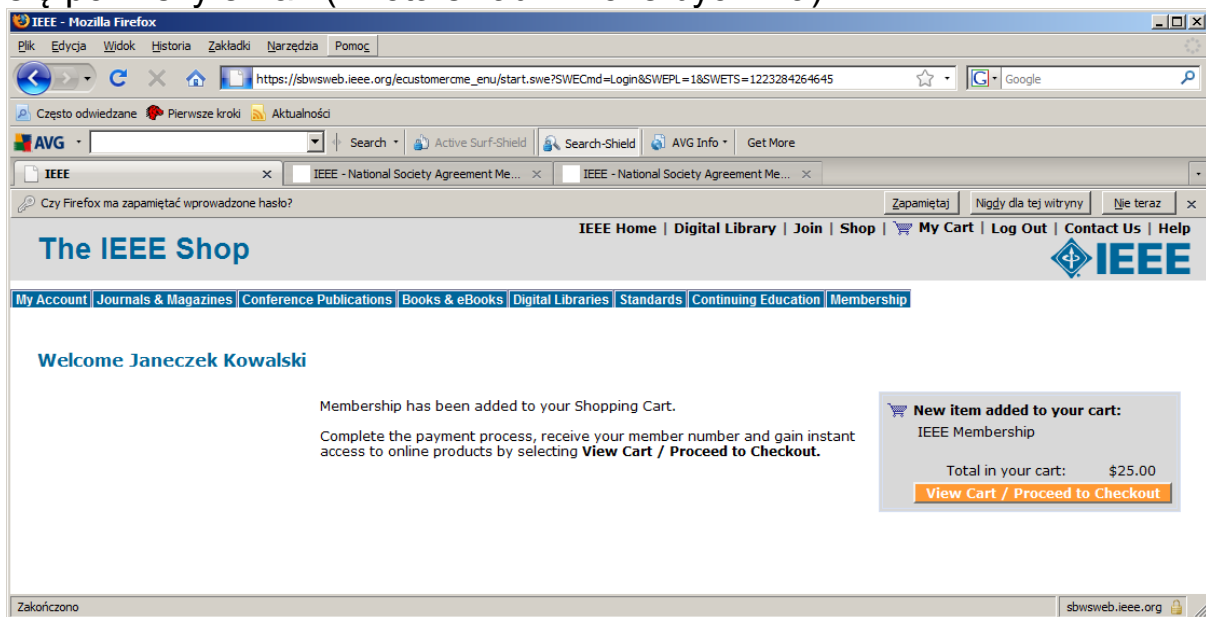 IEEE - Mozilla Firefox
Plik Edycja Widok Historia Zakładki Narzędzia Pomoc
https://sbwsweb.ieee.org/ecustomercme_enu/start.swe?SWECmd=Login&SWEPL=1&SWETS=1223284264645 G Google
Często odwiedzane Pierwsze kroki Aktualności
AVG Search Active Surf-Shield Search-Shield AVG Info Get More
IEEE IEEE - National Society Agreement Me... IEEE - National Society Agreement Me...
Czy Firefox ma zapamiętać wprowadzone hasło? Zapamiętaj Nigdy dla tej witryny Nie teraz x
IEEE Home | Digital Library | Join | Shop | My Cart | Log Out | Contact Us | Help
The IEEE Shop
IEEE
My Account Journals & Magazines Conference Publications Books & eBooks Digital Libraries Standards Continuing Education Membership
Welcome Janeczek Kowalski
Membership has been added to your Shopping Cart.
Complete the payment process, receive your member number and gain instant
access to online products by selecting View Cart / Proceed to Checkout.
New item added to your cart:
IEEE Membership
Total in your cart: $25.00
View Cart / Proceed to Checkout
Zakończono sbwsweb.ieee.org